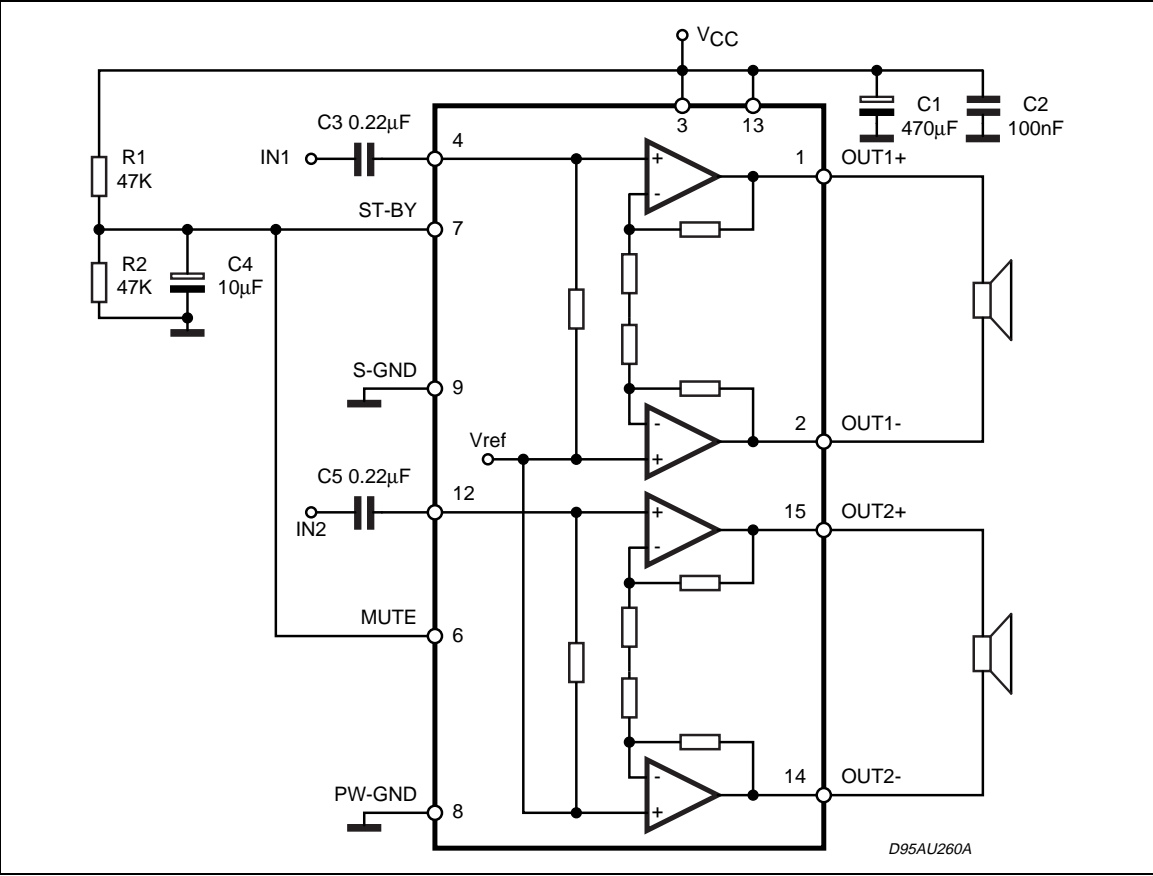 VCC
C3 0.22µF
4
3
13
C1
470µF
C2
100nF
IN1
1
OUT1+
R1
47K
+
-
ST-BY
7
R2
47K
C4
10µF
S-GND
9
-
+
2
OUT1-
Vref
C5 0.22µF
12
IN2
+
-
15
OUT2+
MUTE
6
-
+
14
OUT2-
PW-GND
8
D95AU260A